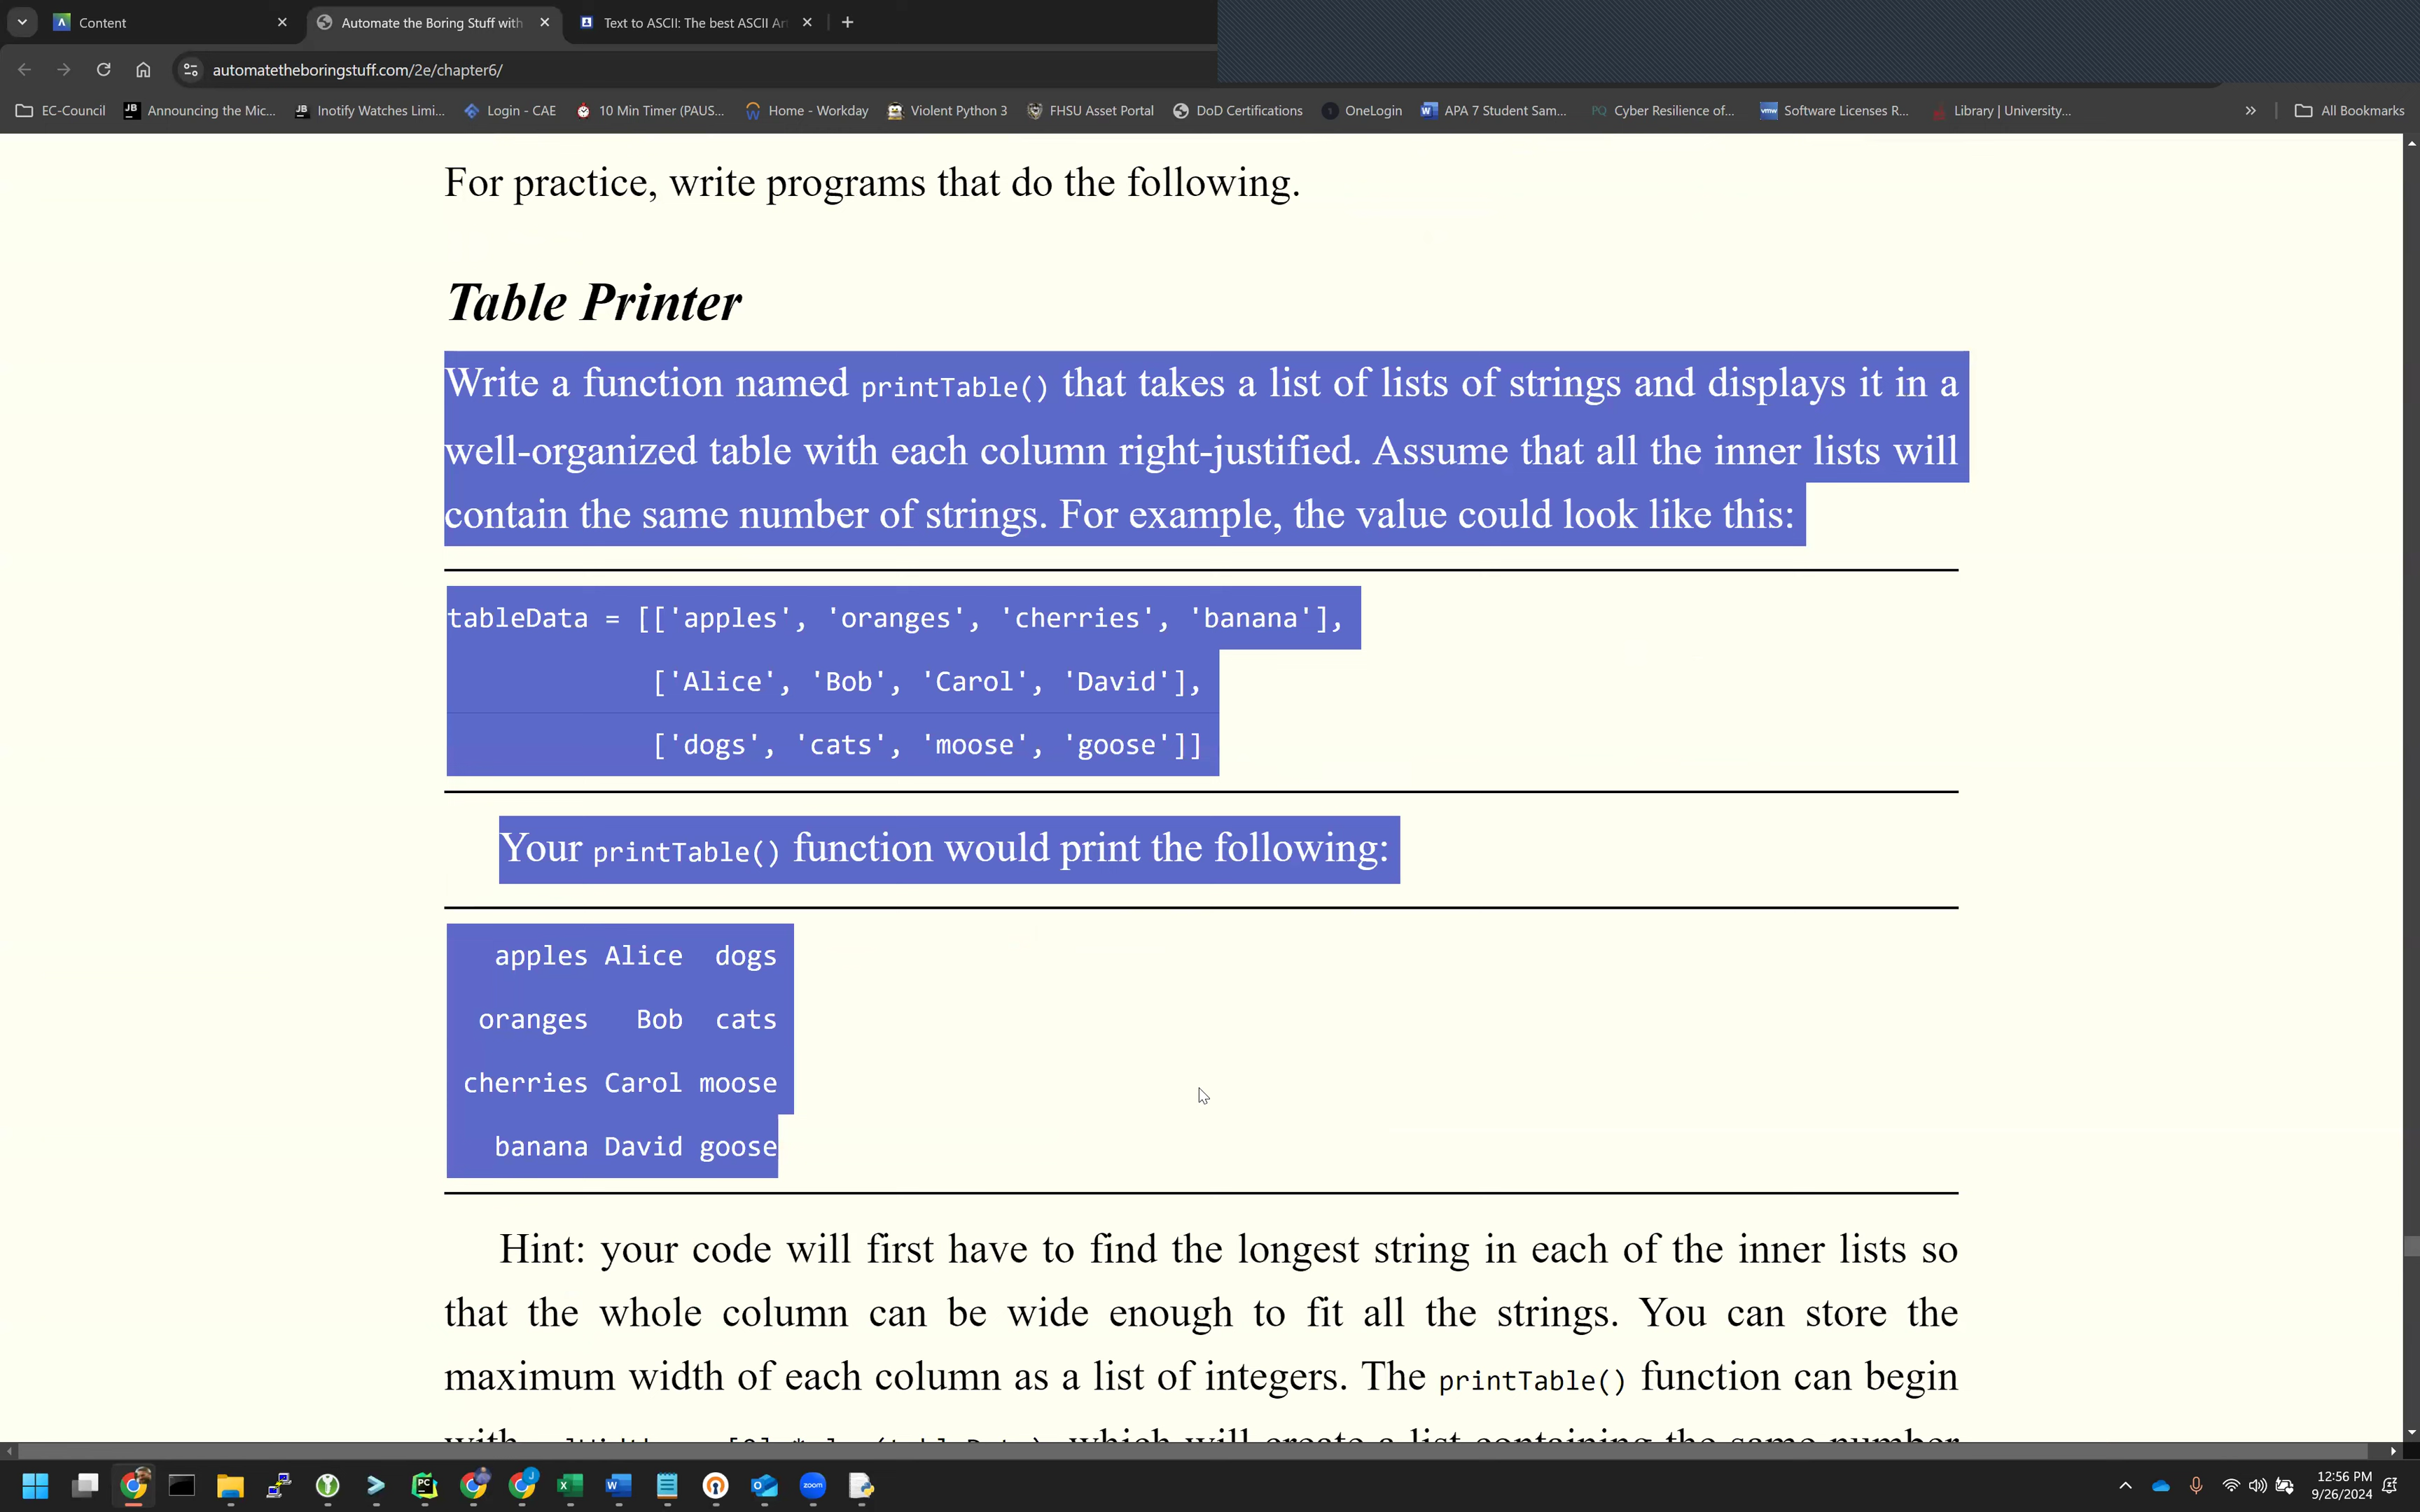 Content
Automate the Boring Stuff with
Text to ASCII: The best ASCII Ar
automatetheboringstuff.com/2e/chapter6/
EC-Council
Announcing the Mic...
Inotify Watches Limi...
Login - CAE
10 Min Timer (PAUS...
Home - Workday
Violent Python 3
FHSU Asset Portal
DoD Certifications
OneLogin
APA 7 Student Sam...
Cyber Resilience of...
Software Licenses R...
Library | University...
All Bookmarks
For practice, write programs that do the following.
Table Printer
Write a function named printTable() that takes a list of lists of strings and displays it in a
well-organized table with each column right-justified. Assume that all the inner lists will
contain the same number of strings. For example, the value could look like this:
tableData = [['apples', 'oranges', 'cherries', 'banana'],
['Alice', 'Bob', 'Carol', 'David'],
['dogs', 'cats', 'moose', 'goose']]
Your printTable() function would print the following:
apples Alice  dogs
oranges   Bob  cats
cherries Carol moose
banana David goose
Hint: your code will first have to find the longest string in each of the inner lists so
that the whole column can be wide enough to fit all the strings. You can store the
maximum width of each column as a list of integers. The printTable() function can begin
which will create a list containing the same number
12:56 PM
9/26/2024